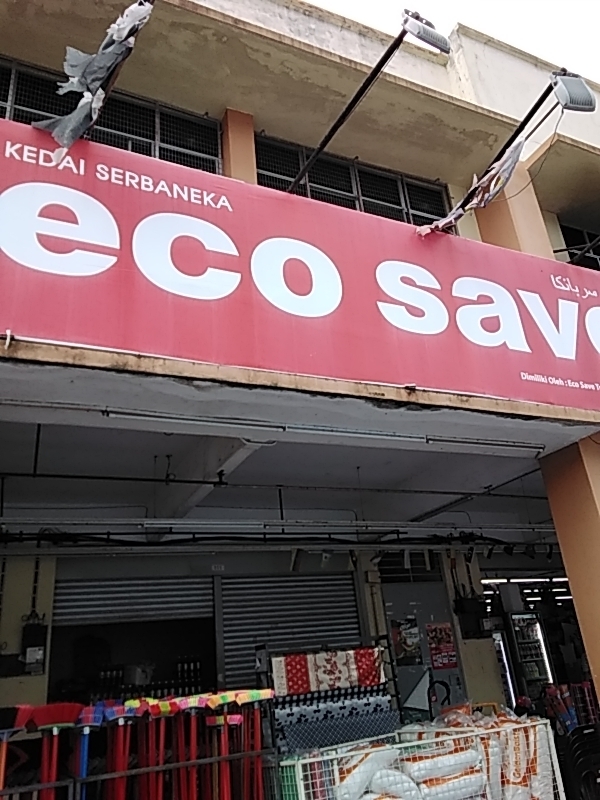 KEDAI SERBANEKA
eco save
سربانيكا
Dimiliki Oleh : Eco Save